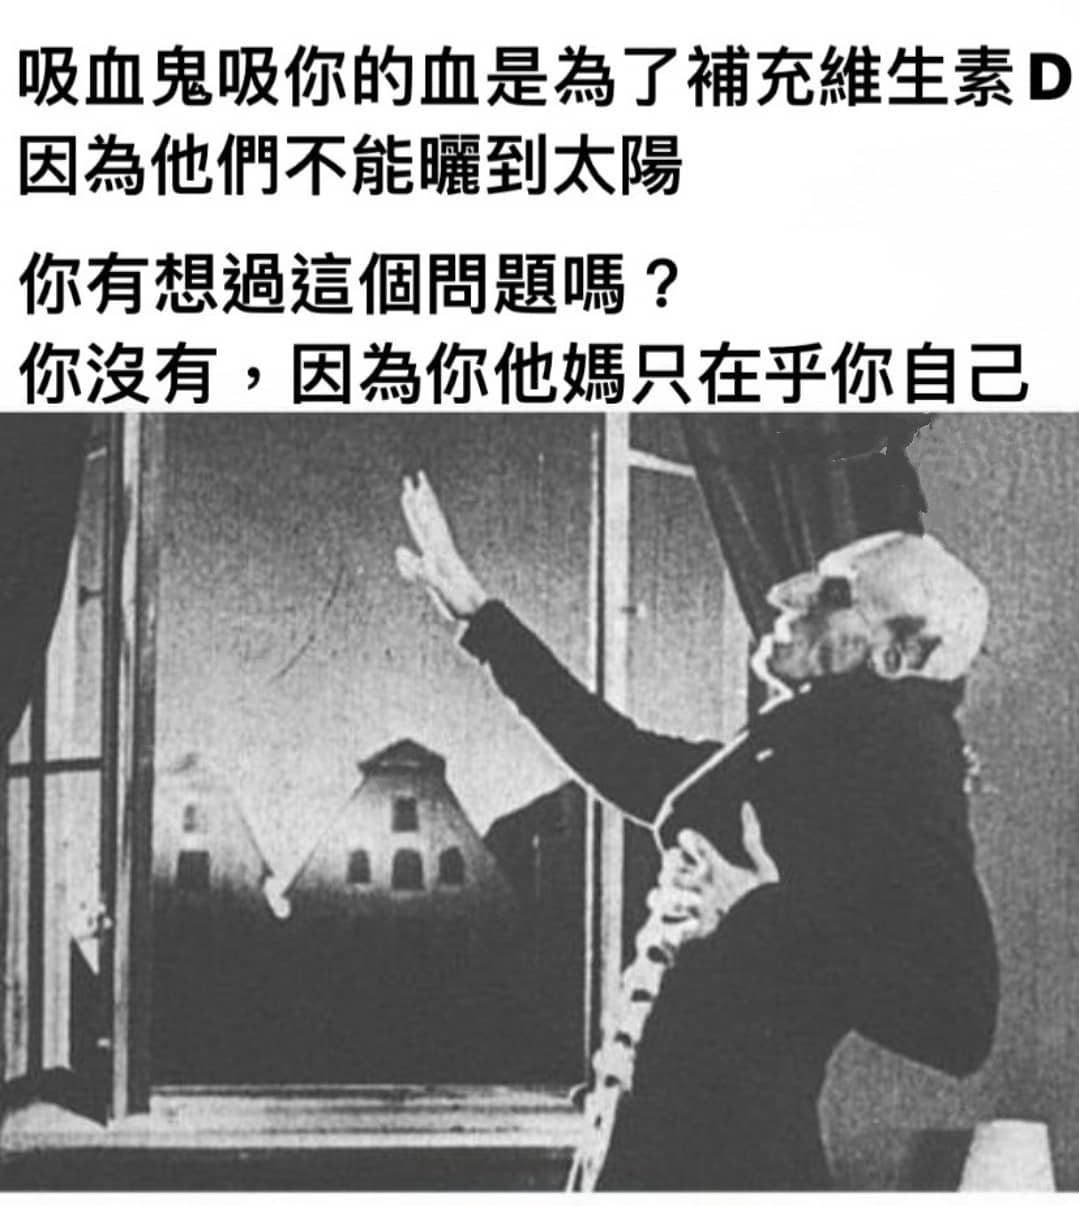 吸血鬼吸你的血是為了補充維生素D
因為他們不能曬到太陽
你有想過這個問題嗎？
你沒有，因為你他媽只在乎你自己